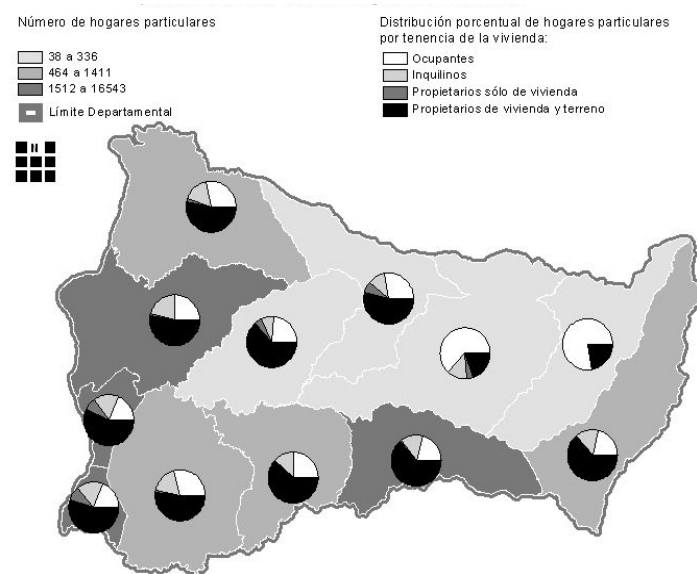 Número de hogares particulares
38 a 336
464 a 1411
1512 a 16543
Límite Departamental
Distribución porcentual de hogares particulares
por tenencia de la vivienda:
Ocupantes
Inquilinos
Propietarios sólo de vivienda
Propietarios de vivienda y terreno